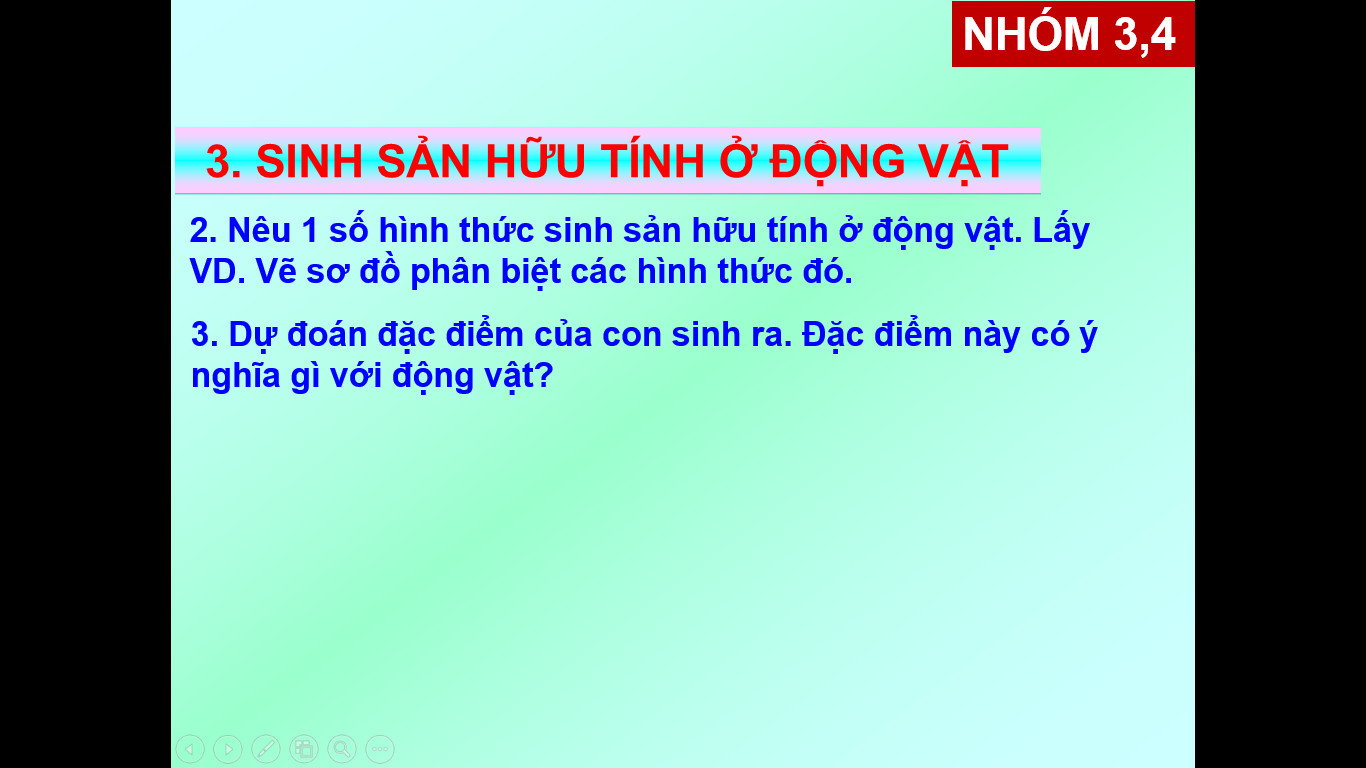 NHÓM 3,4
3. SINH SẢN HỮU TÍNH Ở ĐỘNG VẬT
2. Nêu 1 số hình thức sinh sản hữu tính ở động vật. Lấy
VD. Vẽ sơ đồ phân biệt các hình thức đó.
3. Dự đoán đặc điểm của con sinh ra. Đặc điểm này có ý
nghĩa gì với động vật?